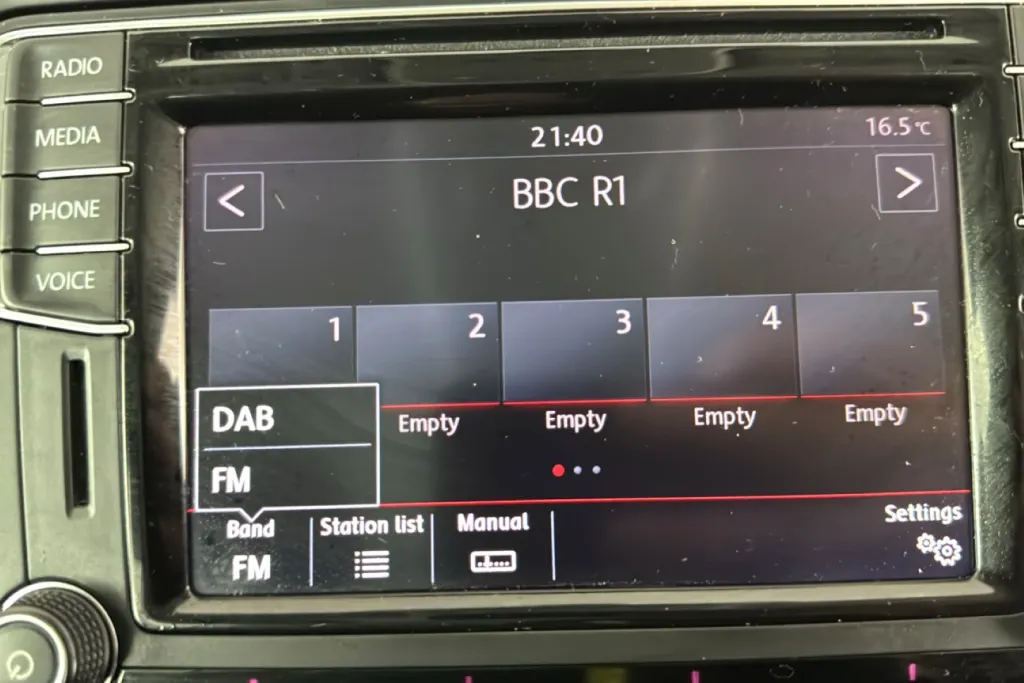 RADIO
MEDIA
PHONE
VOICE
21:40
16.5°C
<
BBC R1
>
1
2
3
4
5
Empty
Empty
Empty
Empty
DAB
FM
Band
FM
Station list
Manual
Settings